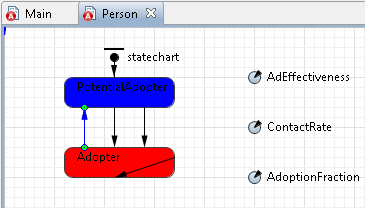 Main Person
statechart
PotentialAdopter
AdEffectiveness
ContactRate
Adopter
AdoptionFraction